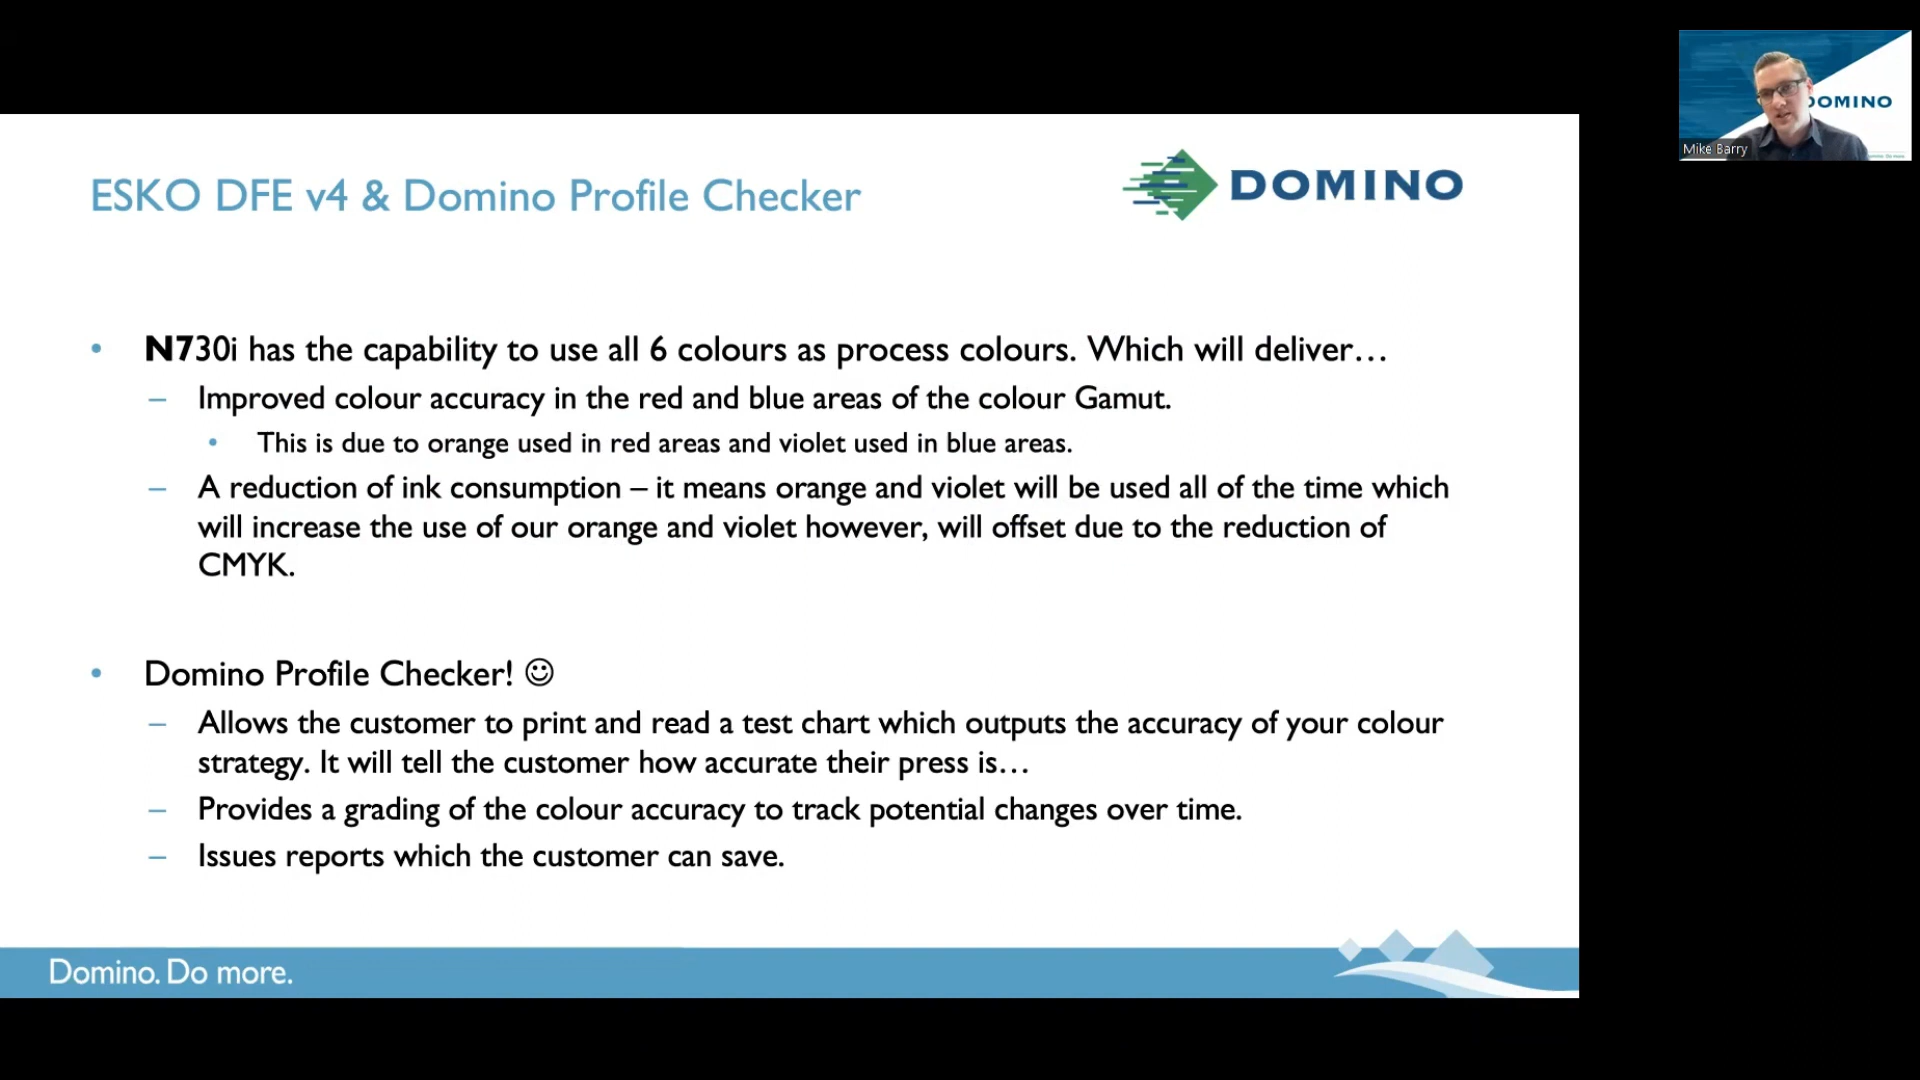 DOMINO
Mike Barry
ESKO DFE v4 & Domino Profile Checker
DOMINO
• N730i has the capability to use all 6 colours as process colours. Which will deliver…
– Improved colour accuracy in the red and blue areas of the colour Gamut.
• This is due to orange used in red areas and violet used in blue areas.
– A reduction of ink consumption – it means orange and violet will be used all of the time which
will increase the use of our orange and violet however, will offset due to the reduction of
CMYK.
• Domino Profile Checker! ☺
– Allows the customer to print and read a test chart which outputs the accuracy of your colour
strategy. It will tell the customer how accurate their press is…
– Provides a grading of the colour accuracy to track potential changes over time.
– Issues reports which the customer can save.
Domino. Do more.